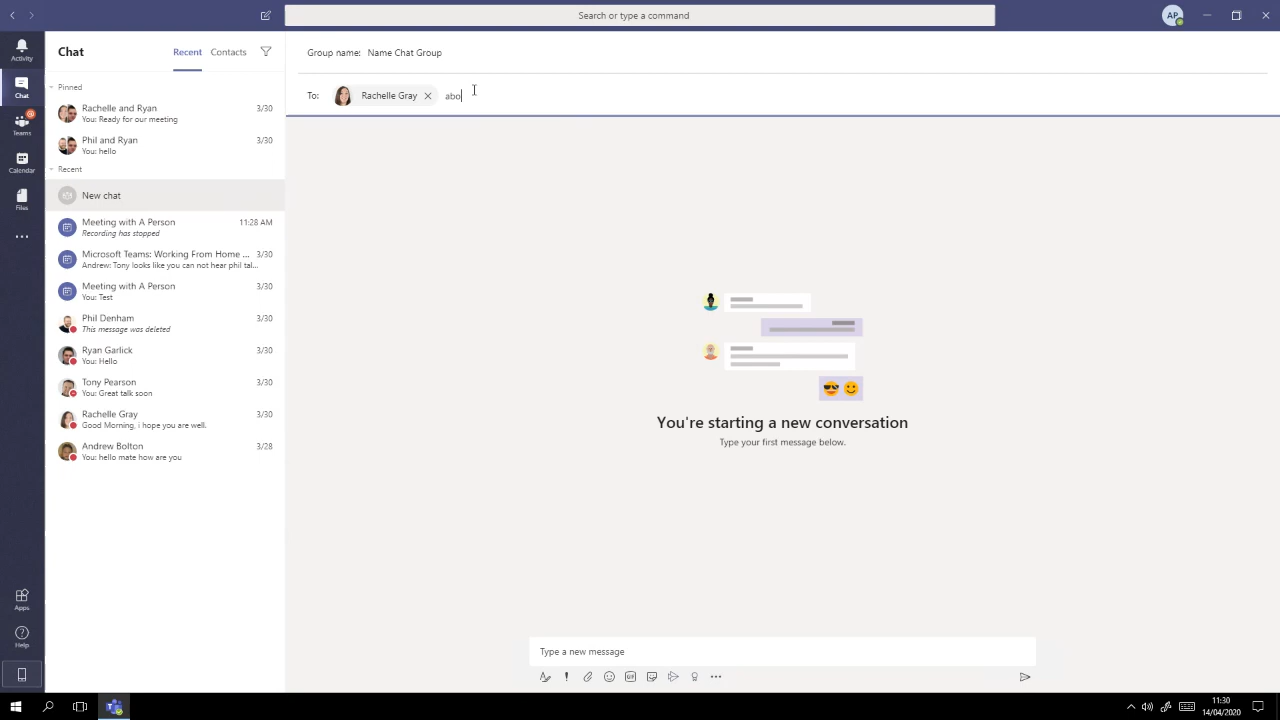 Search or type a command
AP
Activity
Chat
Teams
Calendar
Files
Apps
Help
Chat
Recent
Contacts
Pinned
Rachelle and Ryan 3/30
You: Ready for our meeting
Phil and Ryan 3/30
You: hello
Recent
New chat
Meeting with A Person 11:28 AM
Recording has stopped
Microsoft Teams: Working From Home ... 3/30
Andrew: Tony looks like you can not hear phil tal...
Meeting with A Person 3/30
You: Test
Phil Denham 3/30
This message was deleted
Ryan Garlick 3/30
You: Hello
Tony Pearson 3/30
You: Great talk soon
Rachelle Gray 3/30
Good Morning, i hope you are well.
Andrew Bolton 3/28
You: hello mate how are you
Group name: Name Chat Group
To: Rachelle Gray abo
You're starting a new conversation
Type your first message below.
Type a new message
GIF
11:30
14/04/2020